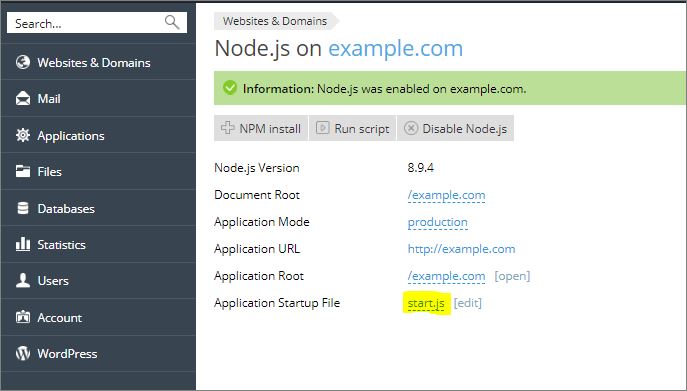 Search...
Websites & Domains
Mail
Applications
Files
Databases
Statistics
Users
Account
WordPress
Websites & Domains
Node.js on example.com
Information: Node.js was enabled on example.com.
NPM install Run script Disable Node.js
Node.js Version 8.9.4
Document Root /example.com
Application Mode production
Application URL http://example.com
Application Root /example.com [open]
Application Startup File start.js [edit]